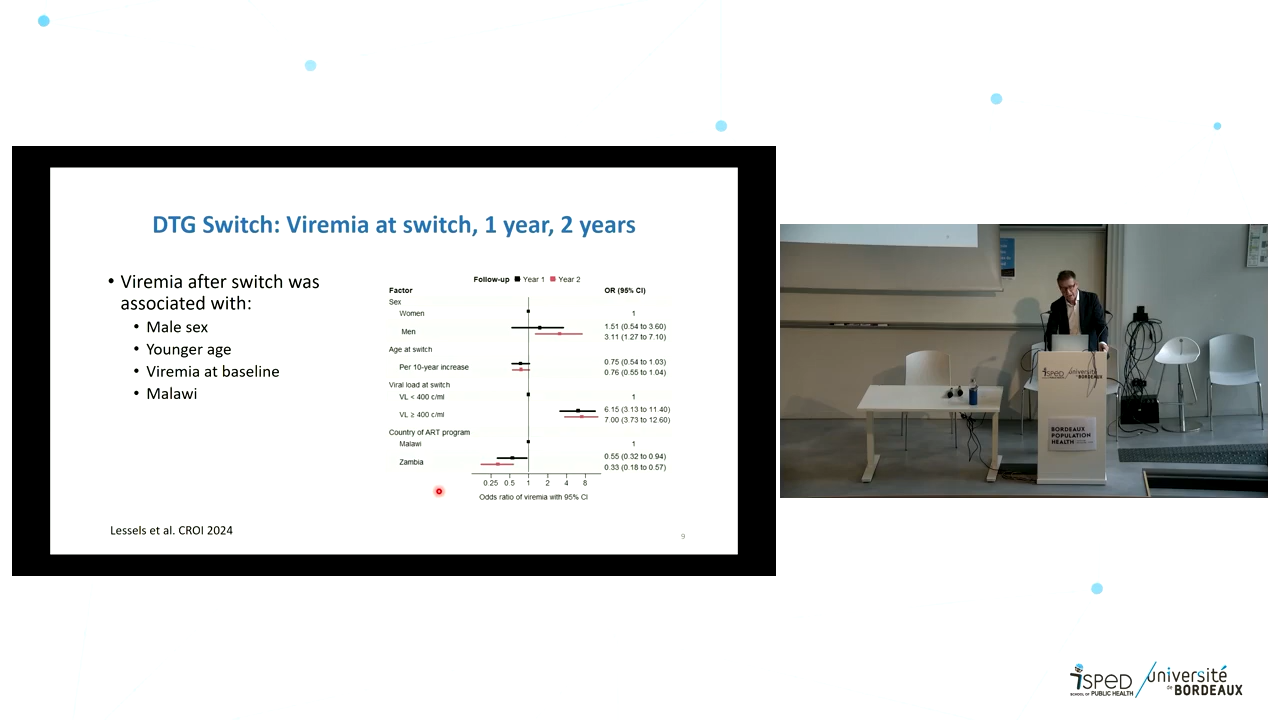 DTG Switch: Viremia at switch, 1 year, 2 years
• Viremia after switch was
associated with:
• Male sex
• Younger age
• Viremia at baseline
• Malawi
Follow-up Year 1 Year 2
Factor OR (95% CI)
Sex
Women 1
Men 1.51 (0.54 to 3.60)
3.11 (1.27 to 7.10)
Age at switch
Per 10-year increase 0.75 (0.54 to 1.03)
0.76 (0.55 to 1.04)
Viral load at switch
VL < 400 c/ml 1
VL ≥ 400 c/ml 6.15 (3.13 to 11.40)
7.00 (3.73 to 12.60)
Country of ART program
Malawi 1
Zambia 0.55 (0.32 to 0.94)
0.33 (0.18 to 0.57)
0.25 0.5 1 2 4 8
Odds ratio of viremia with 95% CI
Lessels et al. CROI 2024
9
isped université
BORDEAUX
POPULATION
HEALTH
isped
SCHOOL OF PUBLIC HEALTH
université
de BORDEAUX